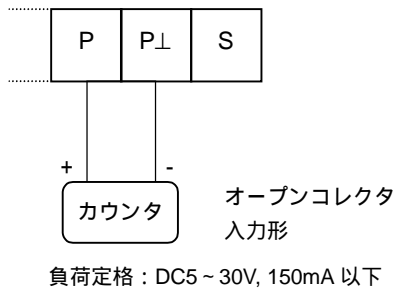 P P⊥ S
+ -
カウンタ
オープンコレクタ
入力形
負荷定格：DC5～30V, 150mA 以下